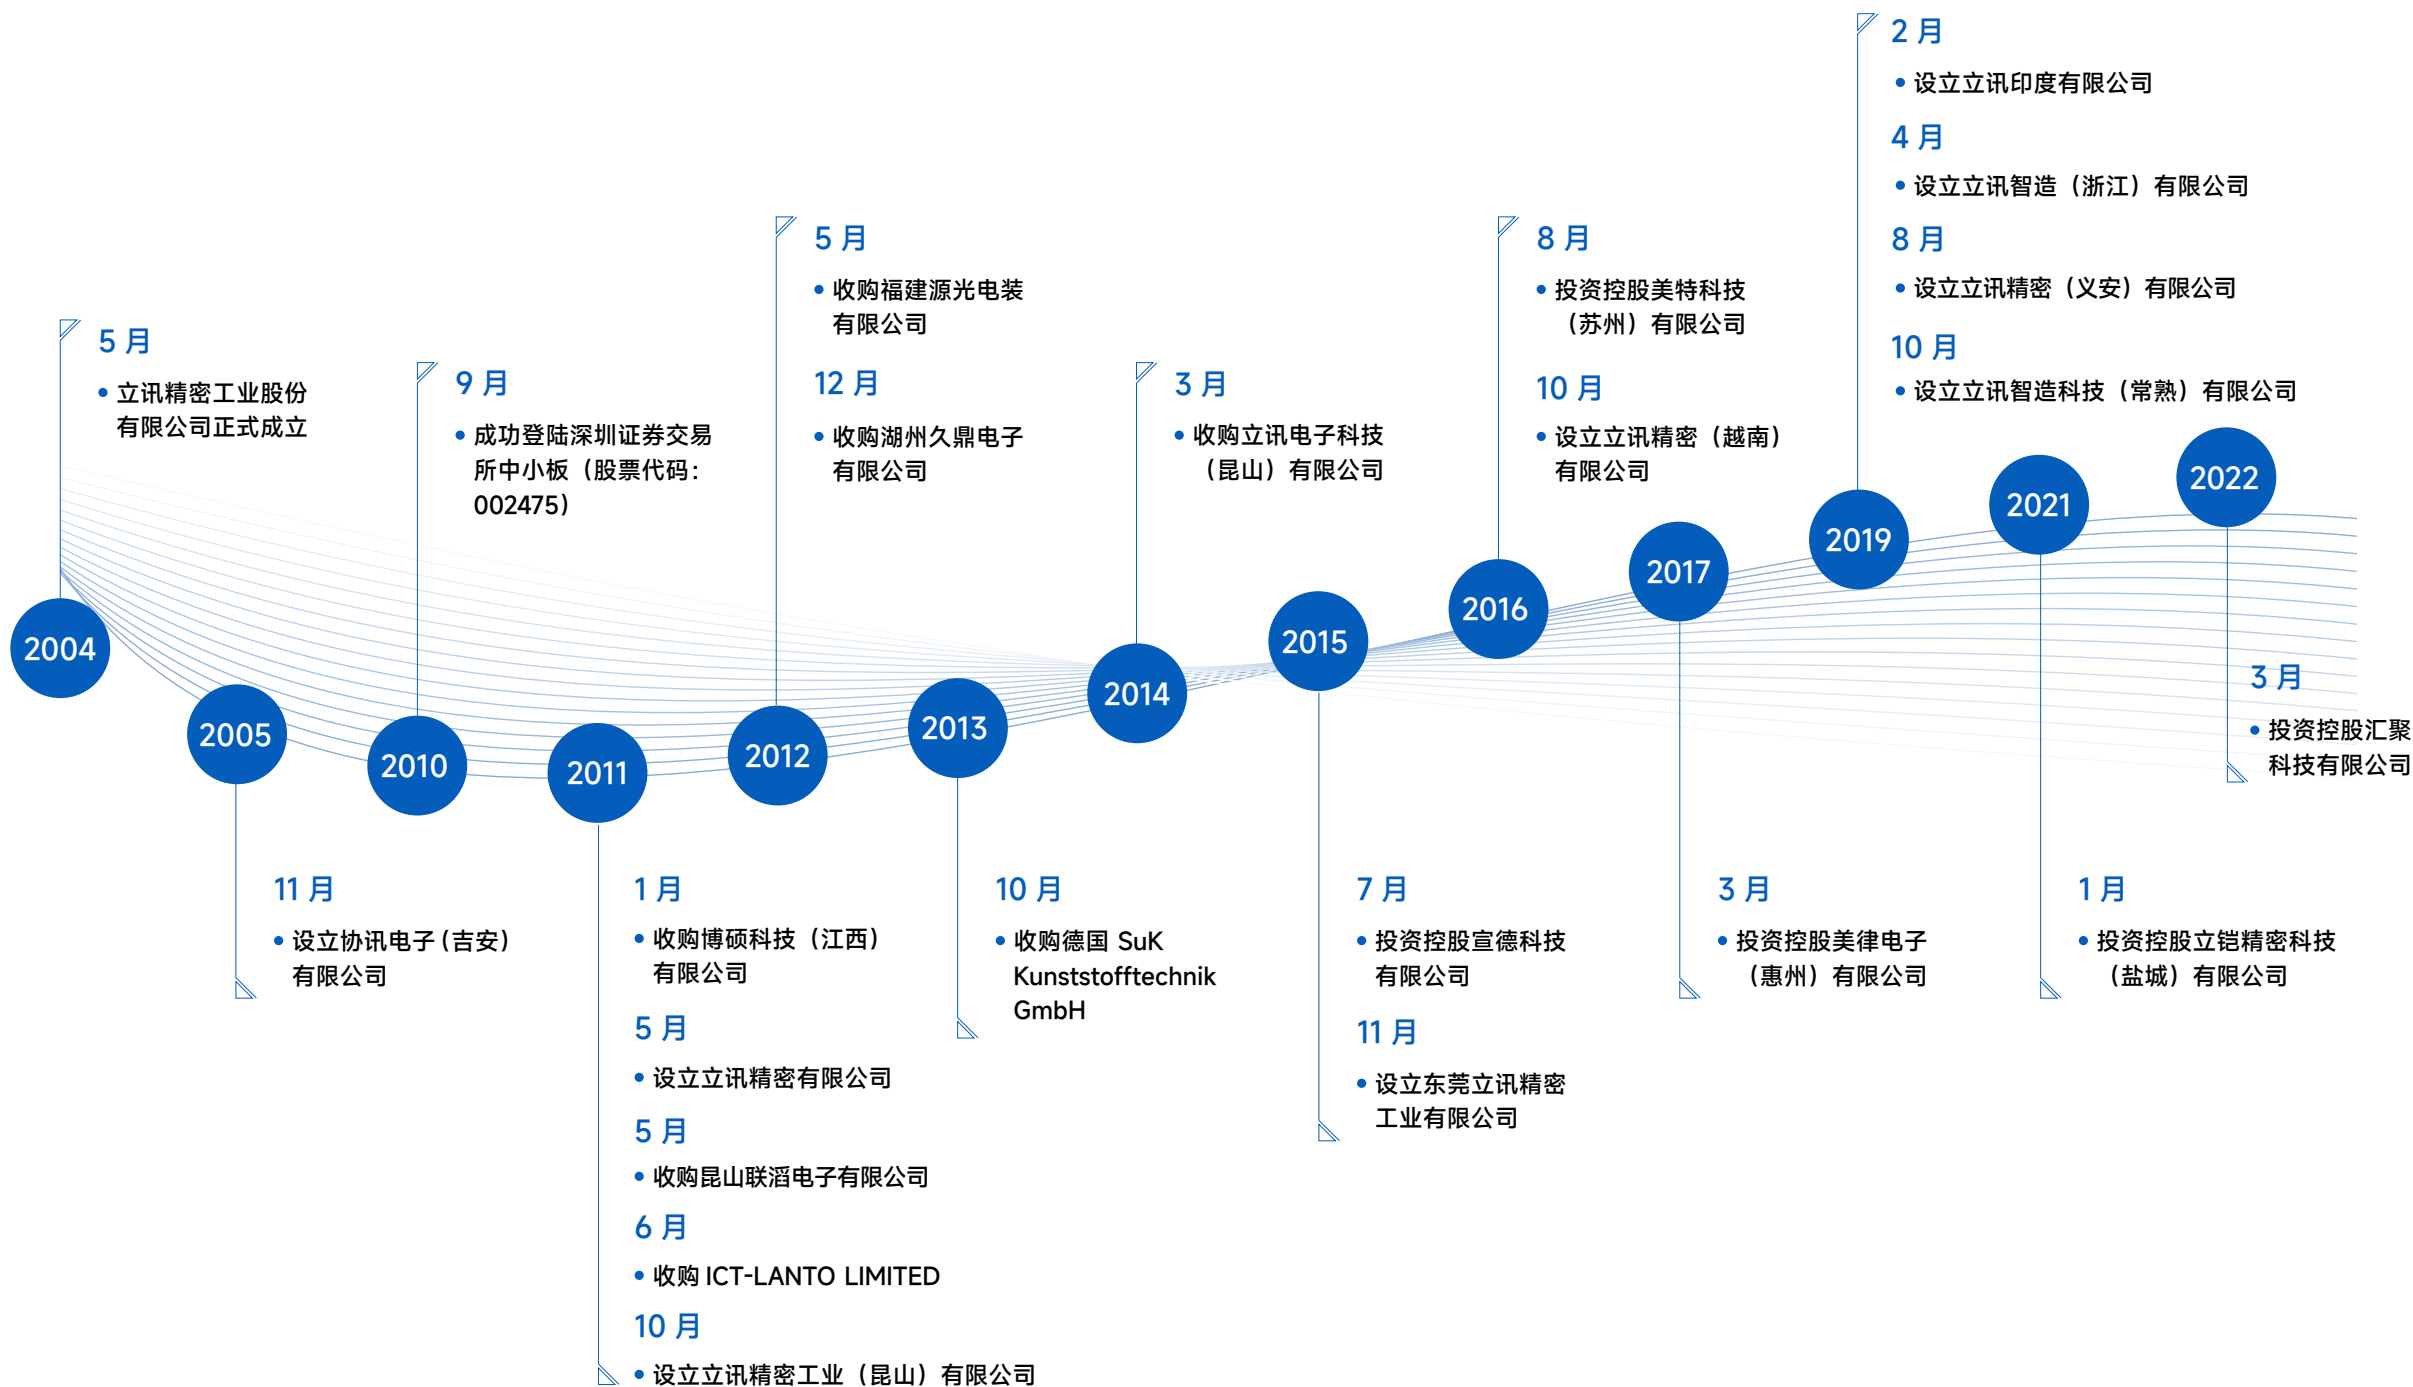 2004
5 月
立讯精密工业股份
有限公司正式成立
2005
11 月
设立协讯电子(吉安)
有限公司
2010
9 月
成功登陆深圳证券交易
所中小板（股票代码：
002475）
2011
1 月
收购博硕科技（江西）
有限公司
5 月
设立立讯精密有限公司
5 月
收购昆山联滔电子有限公司
6 月
收购 ICT-LANTO LIMITED
10 月
设立立讯精密工业（昆山）有限公司
2012
5 月
收购福建源光电装
有限公司
12 月
收购湖州久鼎电子
有限公司
2013
10 月
收购德国 SuK
Kunststofftechnik
GmbH
2014
3 月
收购立讯电子科技
（昆山）有限公司
2015
7 月
投资控股宣德科技
有限公司
11 月
设立东莞立讯精密
工业有限公司
2016
8 月
投资控股美特科技
（苏州）有限公司
10 月
设立立讯精密（越南）
有限公司
2017
3 月
投资控股美律电子
（惠州）有限公司
2019
2 月
设立立讯印度有限公司
4 月
设立立讯智造（浙江）有限公司
8 月
设立立讯精密（义安）有限公司
10 月
设立立讯智造科技（常熟）有限公司
2021
1 月
投资控股立铠精密科技
（盐城）有限公司
2022
3 月
投资控股汇聚
科技有限公司